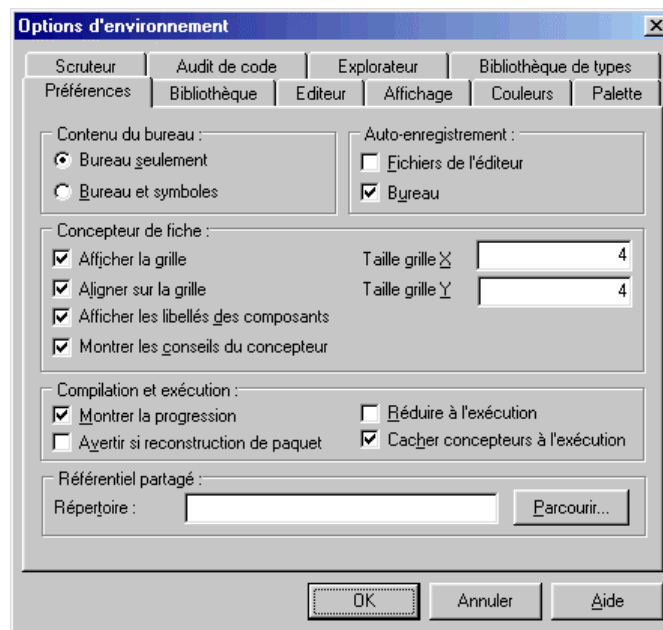 Options d'environnement
Scruteur Audit de code Explorateur Bibliothèque de types
Préférences Bibliothèque Editeur Affichage Couleurs Palette
Contenu du bureau : Auto-enregistrement :
Bureau seulement Fichiers de l'éditeur
Bureau et symboles Bureau
Concepteur de fiche :
Afficher la grille Taille grille X 4
Aligner sur la grille Taille grille Y 4
Afficher les libellés des composants
Montrer les conseils du concepteur
Compilation et exécution :
Montrer la progression Réduire à l'exécution
Avertir si reconstruction de paquet Cacher concepteurs à l'exécution
Référentiel partagé :
Répertoire : Parcourir...
OK Annuler Aide